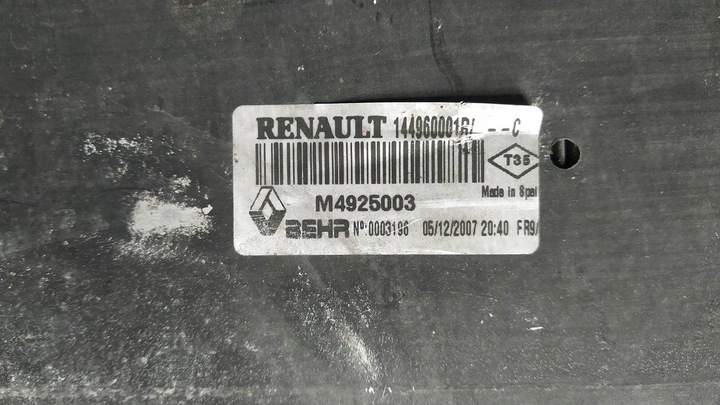 RENAULT 144960001R/ --C
T35
Made in Spai
M4925003
BEHR Nº:0003196 05/12/2007 20:40 FR9/